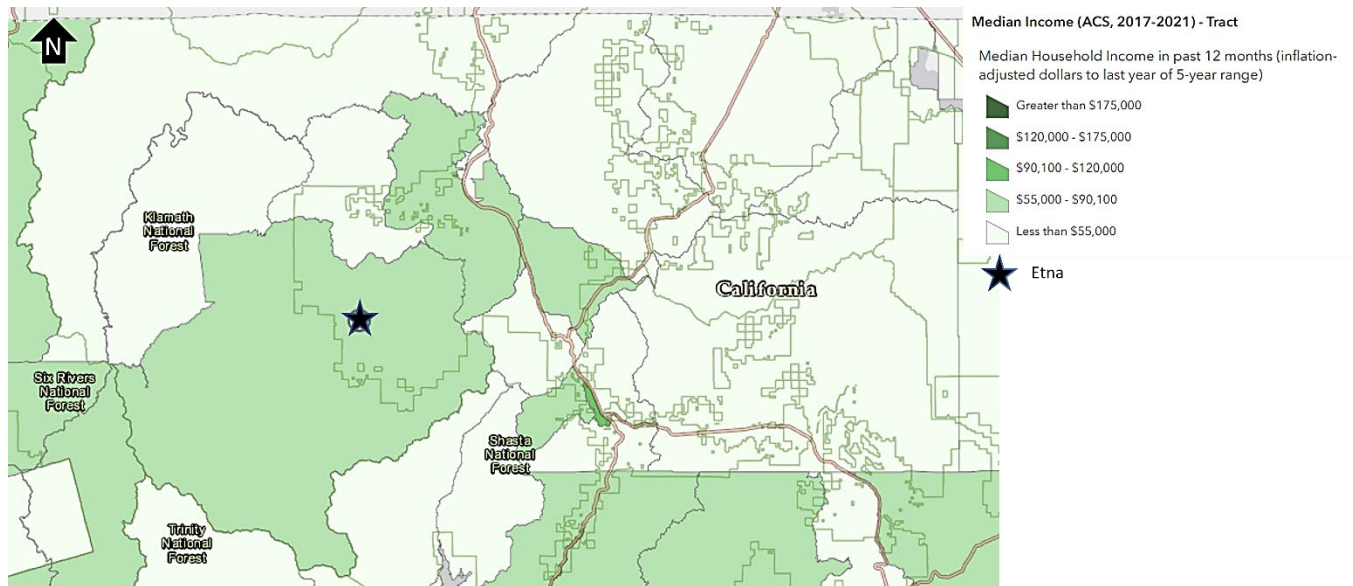 N
Median Income (ACS, 2017-2021) - Tract
Median Household Income in past 12 months (inflation-
adjusted dollars to last year of 5-year range)
Greater than $175,000
$120,000 - $175,000
$90,100 - $120,000
$55,000 - $90,100
Less than $55,000
Etna
Klamath
National
Forest
California
Six Rivers
National
Forest
Shasta
National
Forest
Trinity
National
Forest